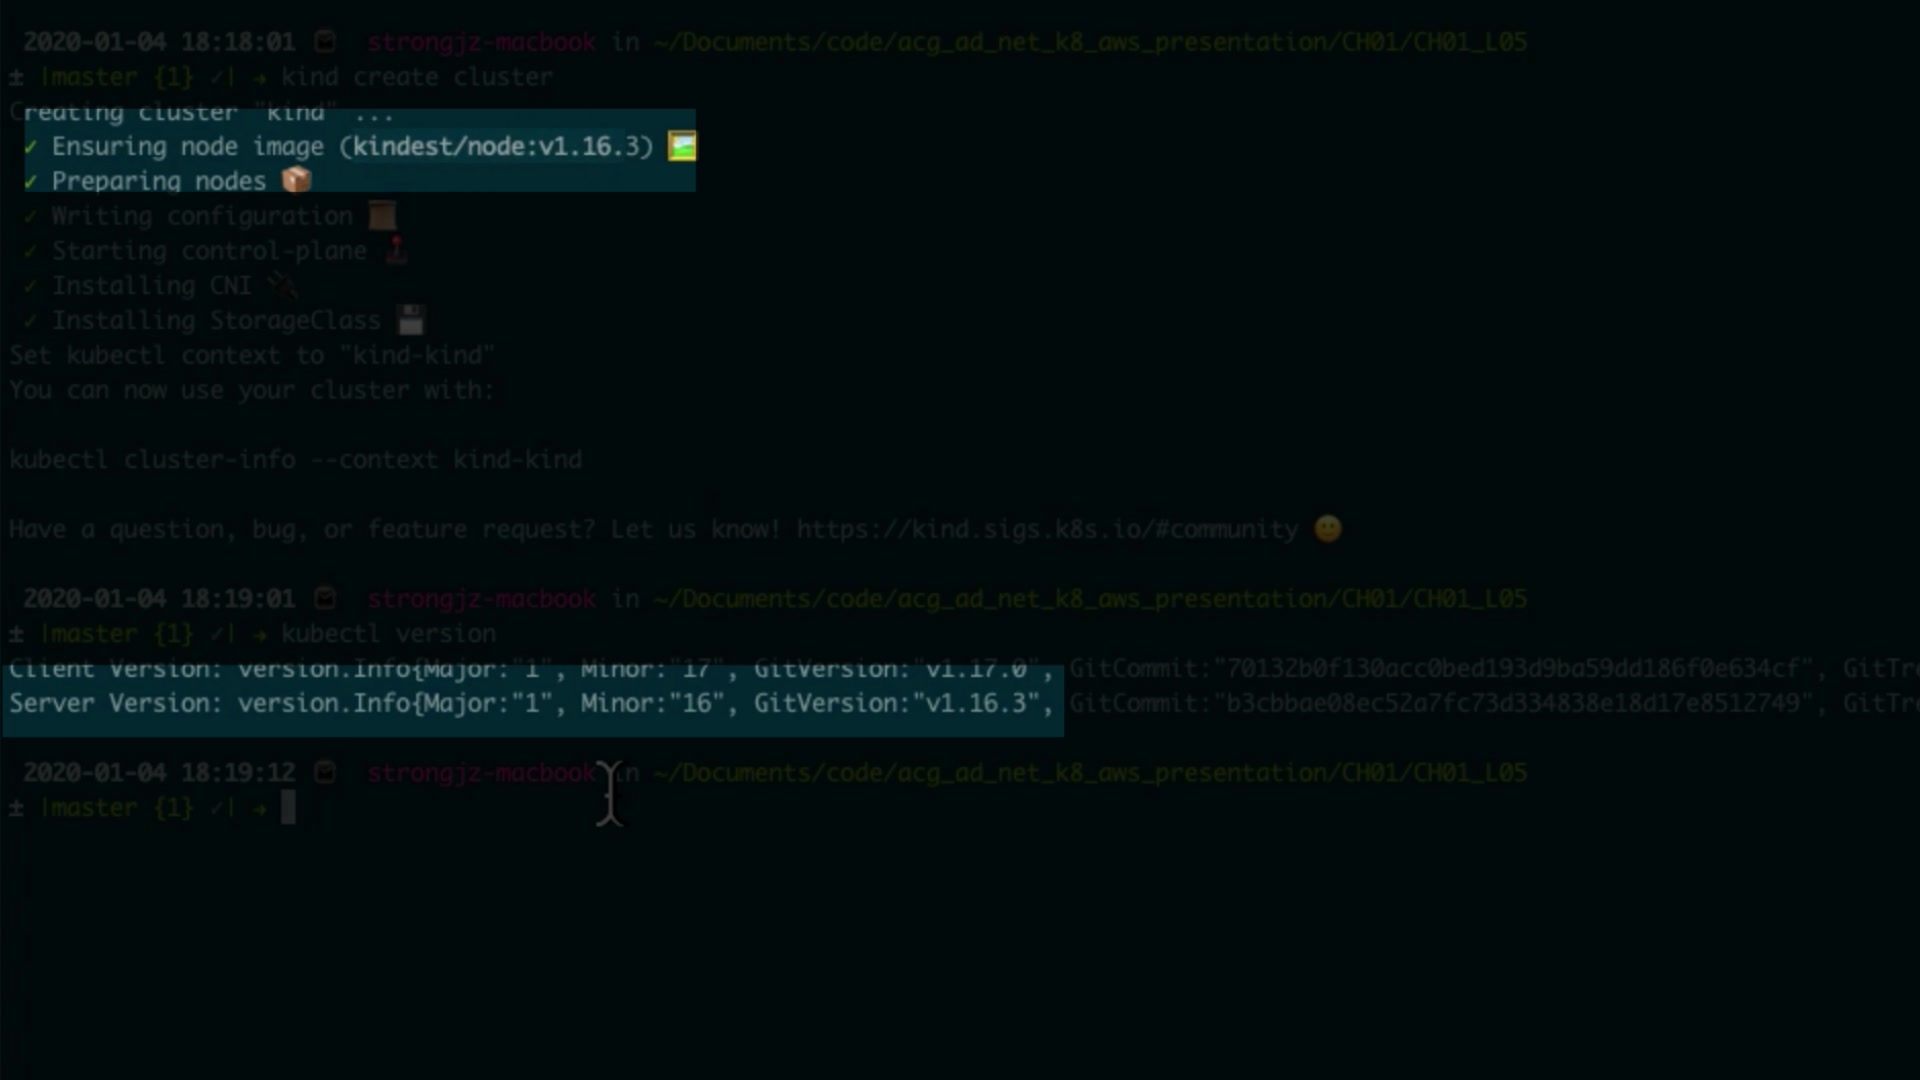 2020-01-04 18:18:01 strongjz-macbook in ~/Documents/code/acg_ad_net_k8_aws_presentation/CH01/CH01_L05
± |master {1} ✓| → kind create cluster
Creating cluster "kind" ...
✓ Ensuring node image (kindest/node:v1.16.3) 🖼
✓ Preparing nodes 📦
✓ Writing configuration 📜
✓ Starting control-plane 🕹
✓ Installing CNI 🔌
✓ Installing StorageClass 💾
Set kubectl context to "kind-kind"
You can now use your cluster with:
kubectl cluster-info --context kind-kind
Have a question, bug, or feature request? Let us know! https://kind.sigs.k8s.io/#community 🙂
2020-01-04 18:19:01 strongjz-macbook in ~/Documents/code/acg_ad_net_k8_aws_presentation/CH01/CH01_L05
± |master {1} ✓| → kubectl version
Client Version: version.Info{Major:"1", Minor:"17", GitVersion:"v1.17.0", GitCommit:"70132b0f130acc0bed193d9ba59dd186f0e634cf", GitTre
Server Version: version.Info{Major:"1", Minor:"16", GitVersion:"v1.16.3", GitCommit:"b3cbbae08ec52a7fc73d334838e18d17e8512749", GitTre
2020-01-04 18:19:12 strongjz-macbook in ~/Documents/code/acg_ad_net_k8_aws_presentation/CH01/CH01_L05
± |master {1} ✓| →